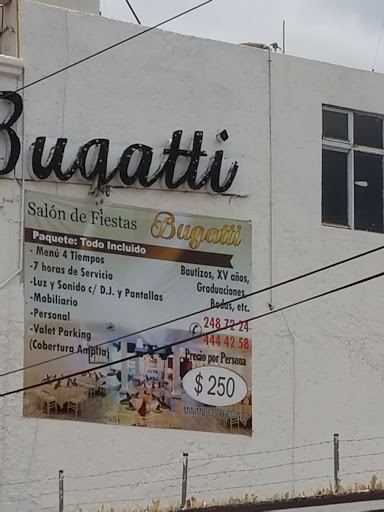 Bugatti
Salón de Fiestas Bugatti
Paquete: Todo Incluido
- Menú 4 Tiempos
-7 horas de Servicio
-Luz y Sonido c/ D.J. y Pantallas
-Mobiliario
-Personal
-Valet Parking
(Cobertura Amplia)
Bautizos, XV años,
Graduaciones,
Bodas, etc.
248 72 24
444 42 58
Precio por Persona
$ 250